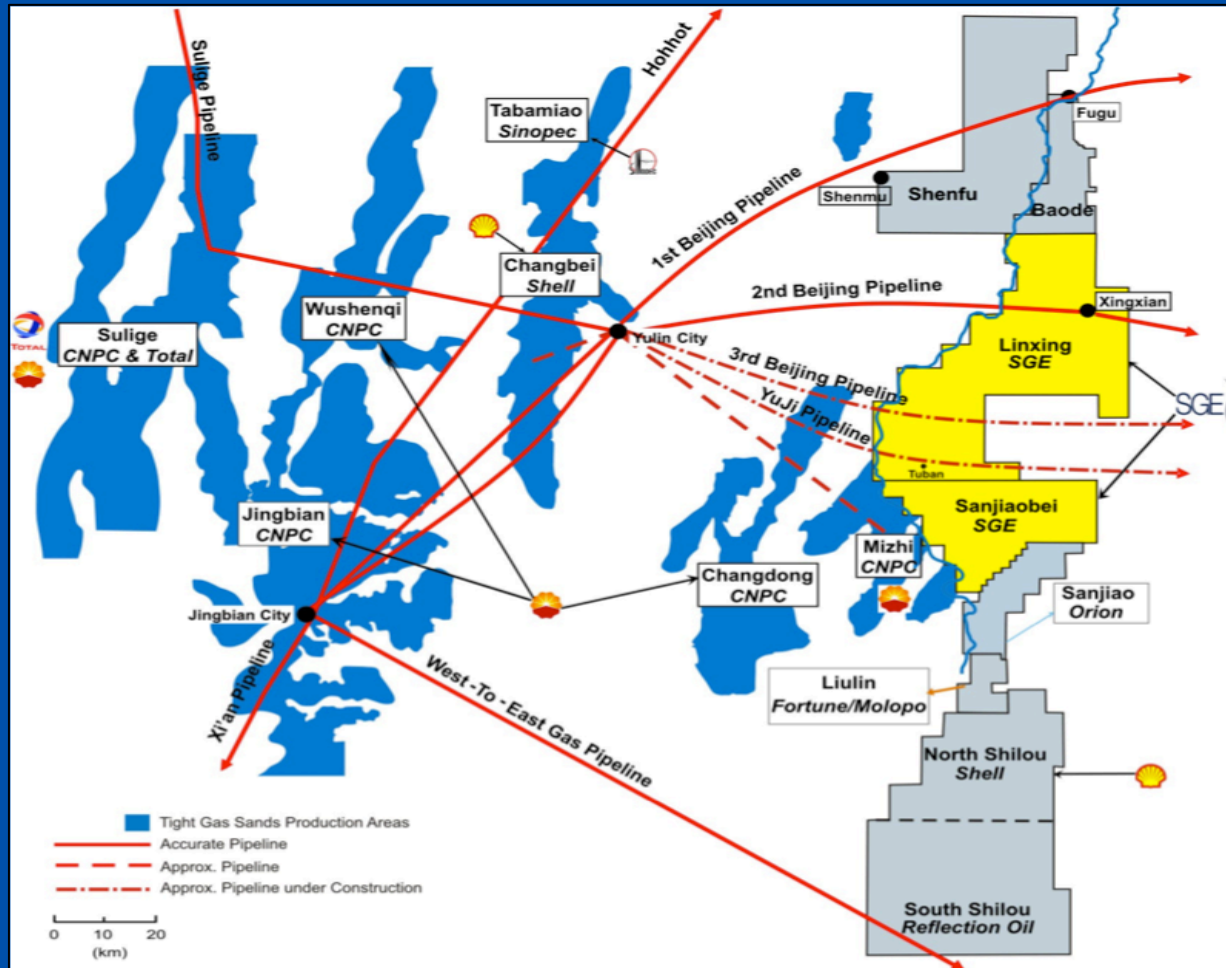 Sulige Pipeline
Hohhot
Tabamiao
Sinopec
Fugu
1st Beijing Pipeline
Shenmu
Shenfu
Baode
Changbei
Shell
2nd Beijing Pipeline
Xingxian
Wushenqi
CNPC
TOTAL
Sulige
CNPC & Total
Yulin City
Linxing
SGE
3rd Beijing Pipeline
YuJi Pipeline
SGE
Tuban
Jingbian
CNPC
Sanjiaobei
SGE
Mizhi
CNPC
Changdong
CNPC
Jingbian City
Sanjiao
Orion
Xi'an Pipeline
West -To - East Gas Pipeline
Liulin
Fortune/Molopo
North Shilou
Shell
Tight Gas Sands Production Areas
Accurate Pipeline
Approx. Pipeline
Approx. Pipeline under Construction
South Shilou
Reflection Oil
0 10 20
(km)